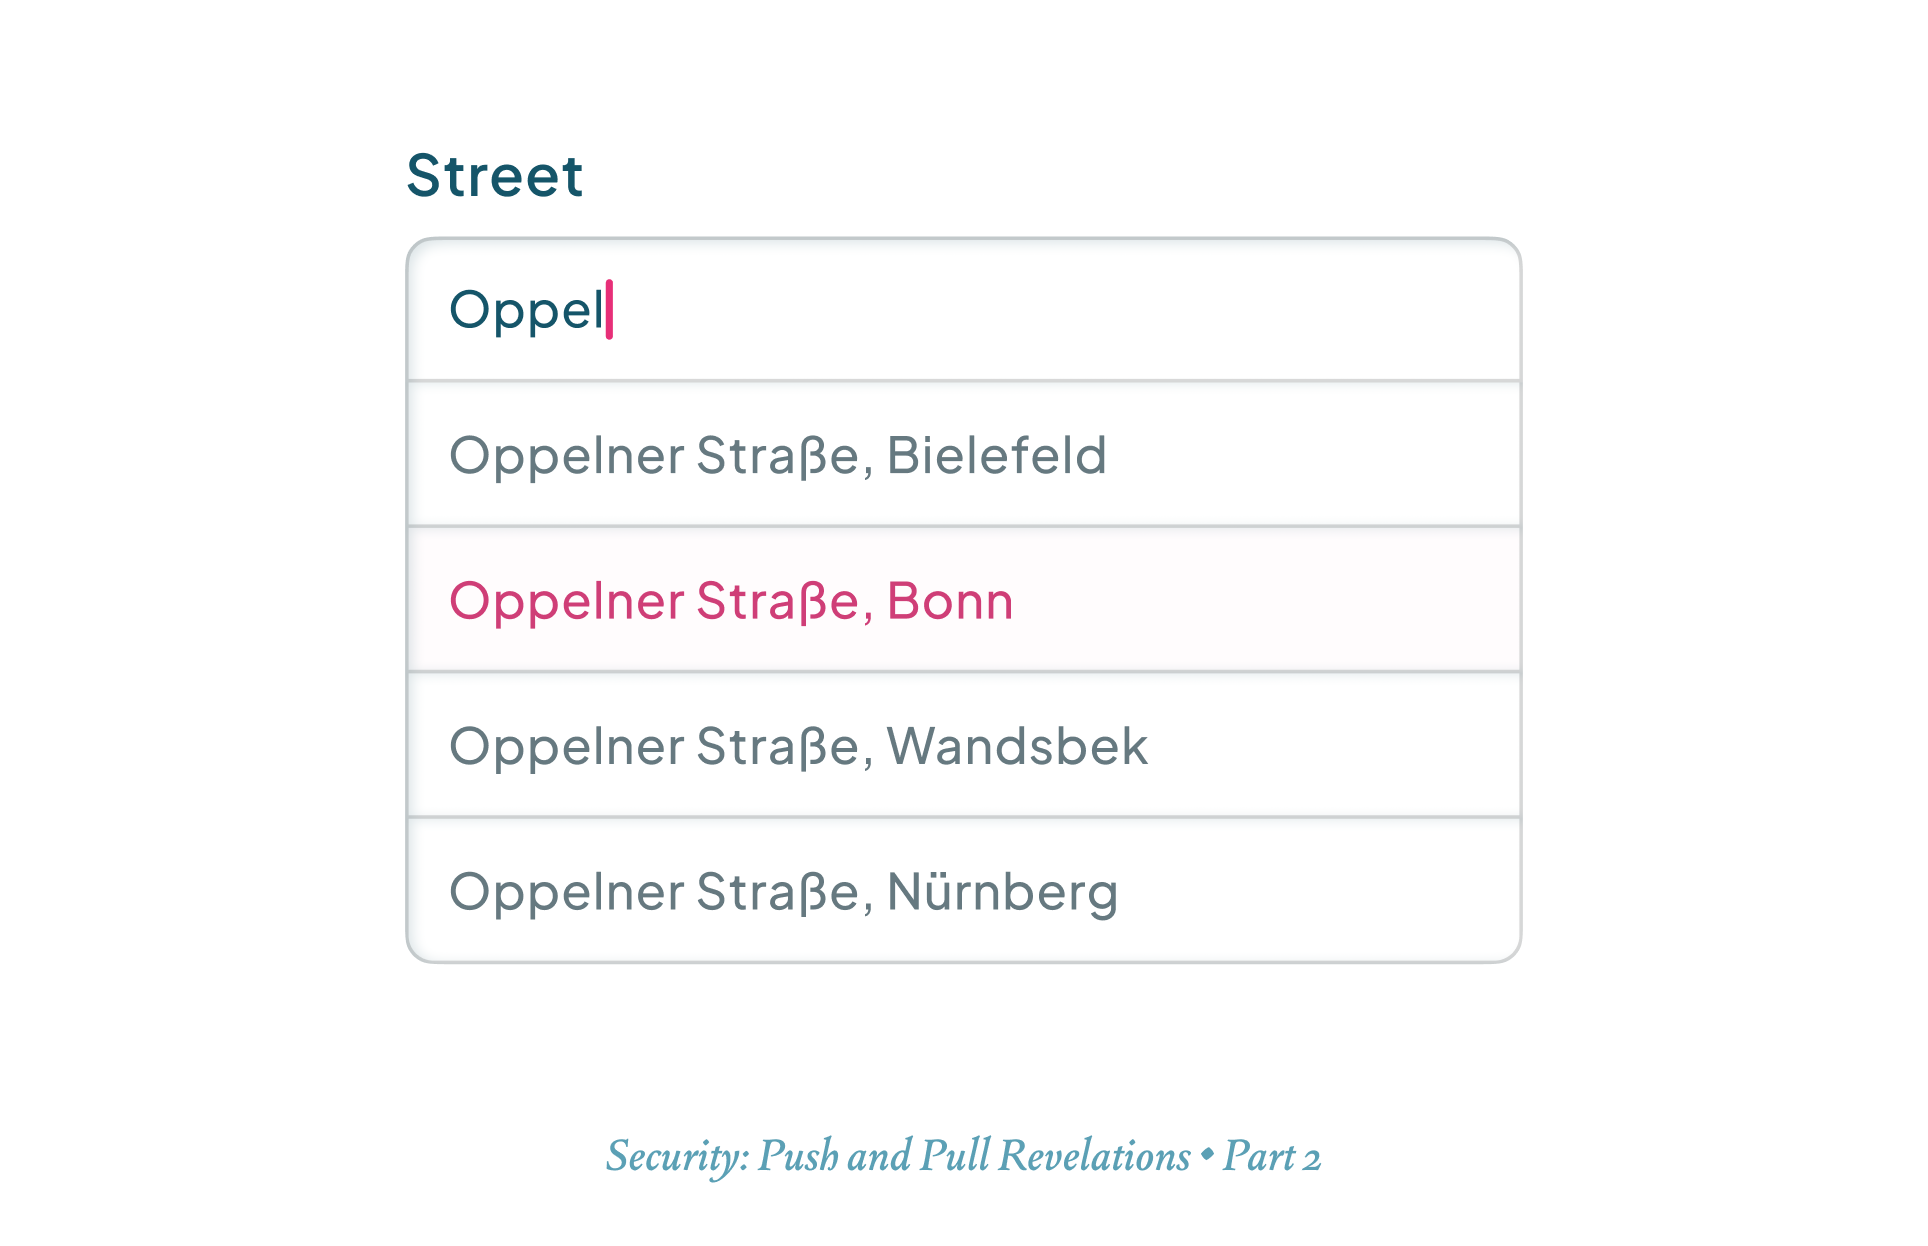 Street
Oppel
Oppelner Straße, Bielefeld
Oppelner Straße, Bonn
Oppelner Straße, Wandsbek
Oppelner Straße, Nürnberg
Security: Push and Pull Revelations • Part 2